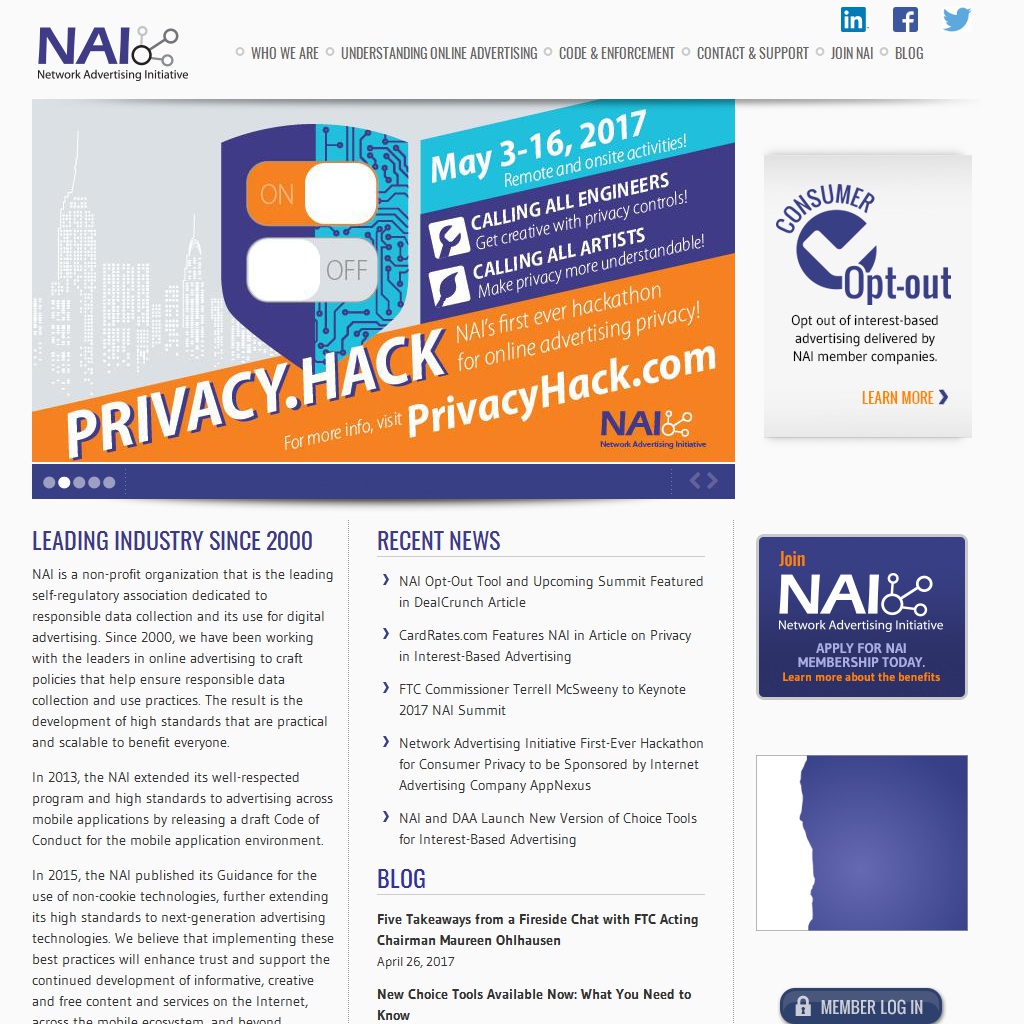 NAI
Network Advertising Initiative
in
f
WHO WE ARE
UNDERSTANDING ONLINE ADVERTISING
CODE & ENFORCEMENT
CONTACT & SUPPORT
JOIN NAI
BLOG
ON
OFF
May 3-16, 2017
Remote and onsite activities!
CALLING ALL ENGINEERS
Get creative with privacy controls!
CALLING ALL ARTISTS
Make privacy more understandable!
PRIVACY.HACK
NAI's first ever hackathon
for online advertising privacy!
For more info, visit PrivacyHack.com
NAI
Network Advertising Initiative
CONSUMER
Opt-out
Opt out of interest-based
advertising delivered by
NAI member companies.
LEARN MORE
LEADING INDUSTRY SINCE 2000
NAI is a non-profit organization that is the leading
self-regulatory association dedicated to
responsible data collection and its use for digital
advertising. Since 2000, we have been working
with the leaders in online advertising to craft
policies that help ensure responsible data
collection and use practices. The result is the
development of high standards that are practical
and scalable to benefit everyone.
In 2013, the NAI extended its well-respected
program and high standards to advertising across
mobile applications by releasing a draft Code of
Conduct for the mobile application environment.
In 2015, the NAI published its Guidance for the
use of non-cookie technologies, further extending
its high standards to next-generation advertising
technologies. We believe that implementing these
best practices will enhance trust and support the
continued development of informative, creative
and free content and services on the Internet,
across the mobile ecosystem, and beyond.
RECENT NEWS
NAI Opt-Out Tool and Upcoming Summit Featured
in DealCrunch Article
CardRates.com Features NAI in Article on Privacy
in Interest-Based Advertising
FTC Commissioner Terrell McSweeny to Keynote
2017 NAI Summit
Network Advertising Initiative First-Ever Hackathon
for Consumer Privacy to be Sponsored by Internet
Advertising Company AppNexus
NAI and DAA Launch New Version of Choice Tools
for Interest-Based Advertising
BLOG
Five Takeaways from a Fireside Chat with FTC Acting
Chairman Maureen Ohlhausen
April 26, 2017
New Choice Tools Available Now: What You Need to
Know
Join
NAI
Network Advertising Initiative
APPLY FOR NAI
MEMBERSHIP TODAY.
Learn more about the benefits
MEMBER LOG IN